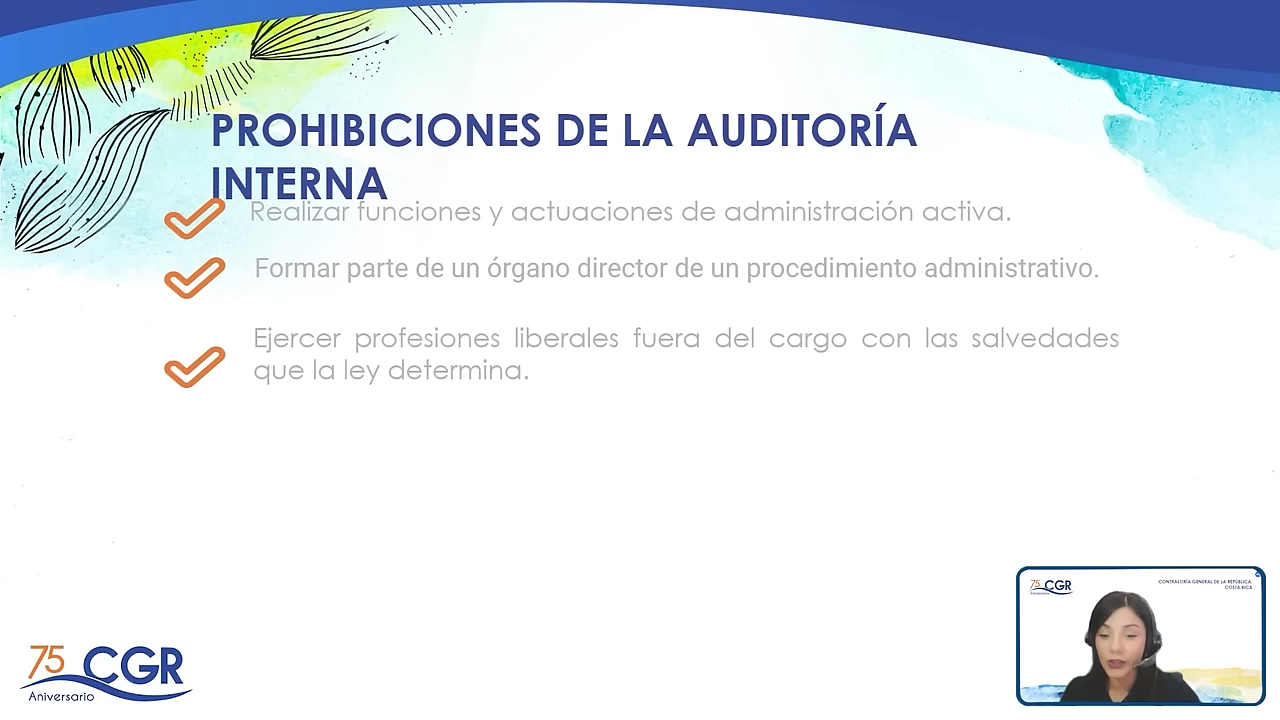 PROHIBICIONES DE LA AUDITORÍA
INTERNA
Realizar funciones y actuaciones de administración activa.
Formar parte de un órgano director de un procedimiento administrativo.
Ejercer profesiones liberales fuera del cargo con las salvedades
que la ley determina.
75 CGR
Aniversario
75 CGR
Aniversario
CONTRALORÍA GENERAL DE LA REPÚBLICA,
COSTA RICA